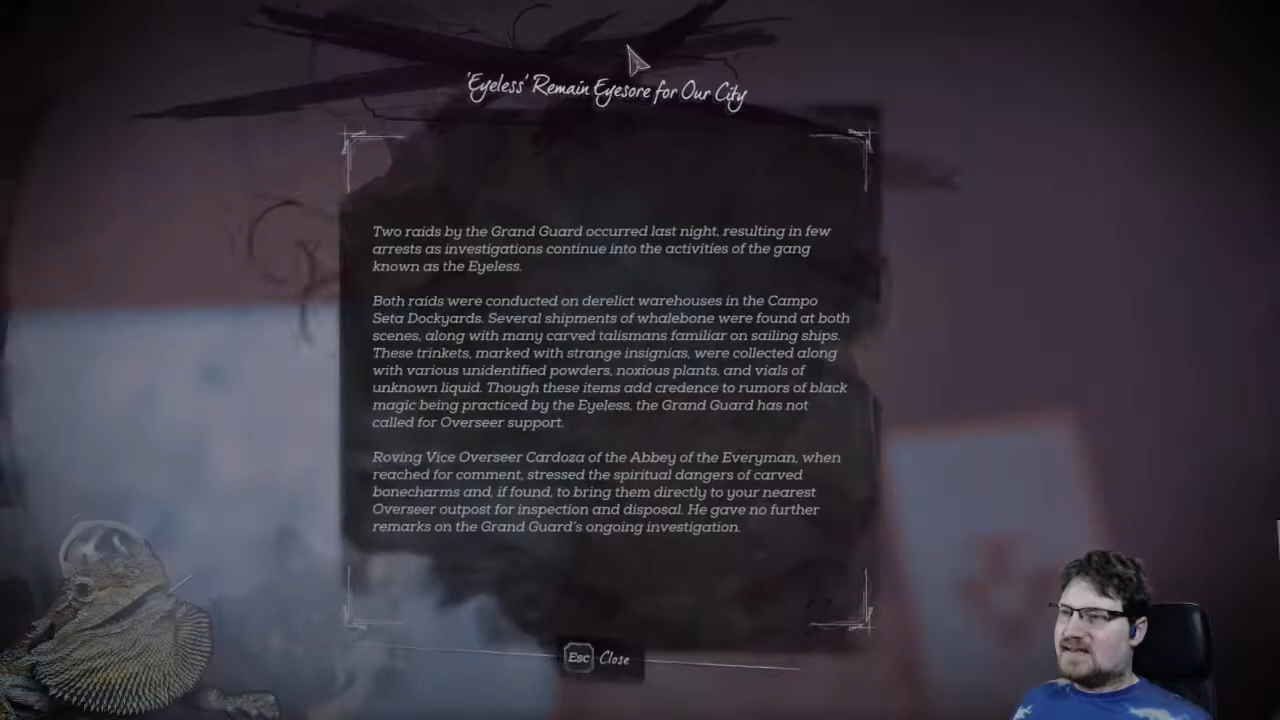 'Eyeless' Remain Eyesore for Our City
Two raids by the Grand Guard occurred last night, resulting in few
arrests as investigations continue into the activities of the gang
known as the Eyeless.
Both raids were conducted on derelict warehouses in the Campo
Seta Dockyards. Several shipments of whalebone were found at both
scenes, along with many carved talismans familiar on sailing ships.
These trinkets, marked with strange insignias, were collected along
with various unidentified powders, noxious plants, and vials of
unknown liquid. Though these items add credence to rumors of black
magic being practiced by the Eyeless, the Grand Guard has not
called for Overseer support.
Roving Vice Overseer Cardoza of the Abbey of the Everyman, when
reached for comment, stressed the spiritual dangers of carved
bonecharms and, if found, to bring them directly to your nearest
Overseer outpost for inspection and disposal. He gave no further
remarks on the Grand Guard's ongoing investigation.
Esc Close